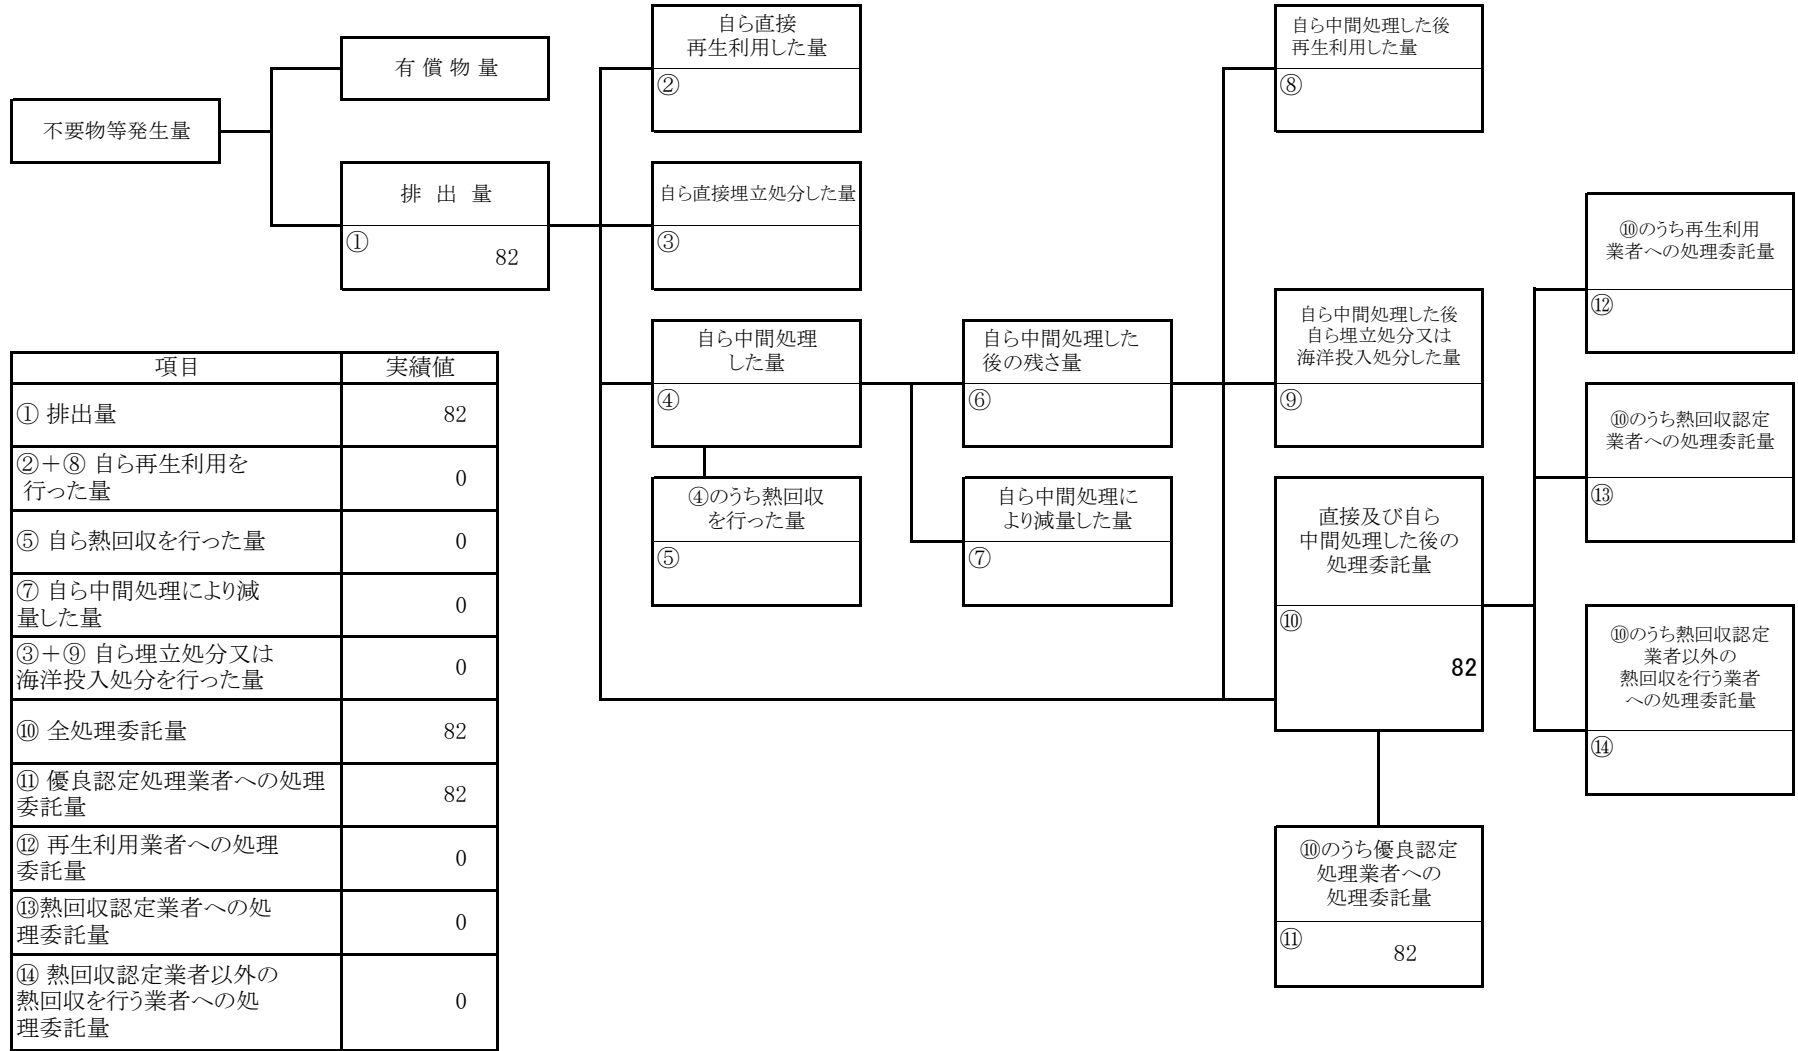 不要物等発生量
有 償 物 量
排 出 量
①
82
自ら直接
再生利用した量
②
自ら直接埋立処分した量
③
自ら中間処理
した量
④
④のうち熱回収
を行った量
⑤
自ら中間処理した
後の残さ量
⑥
自ら中間処理に
より減量した量
⑦
自ら中間処理した後
再生利用した量
⑧
自ら中間処理した後
自ら埋立処分又は
海洋投入処分した量
⑨
直接及び自ら
中間処理した後の
処理委託量
⑩
82
⑩のうち優良認定
処理業者への
処理委託量
⑪
82
⑩のうち再生利用
業者への処理委託量
⑫
⑩のうち熱回収認定
業者への処理委託量
⑬
⑩のうち熱回収認定
業者以外の
熱回収を行う業者
への処理委託量
⑭
項目 実績値
① 排出量 82
②＋⑧ 自ら再生利用を
行った量 0
⑤ 自ら熱回収を行った量 0
⑦ 自ら中間処理により減
量した量 0
③＋⑨ 自ら埋立処分又は
海洋投入処分を行った量 0
⑩ 全処理委託量 82
⑪ 優良認定処理業者への処理
委託量 82
⑫ 再生利用業者への処理
委託量 0
⑬熱回収認定業者への処
理委託量 0
⑭ 熱回収認定業者以外の
熱回収を行う業者への処
理委託量 0